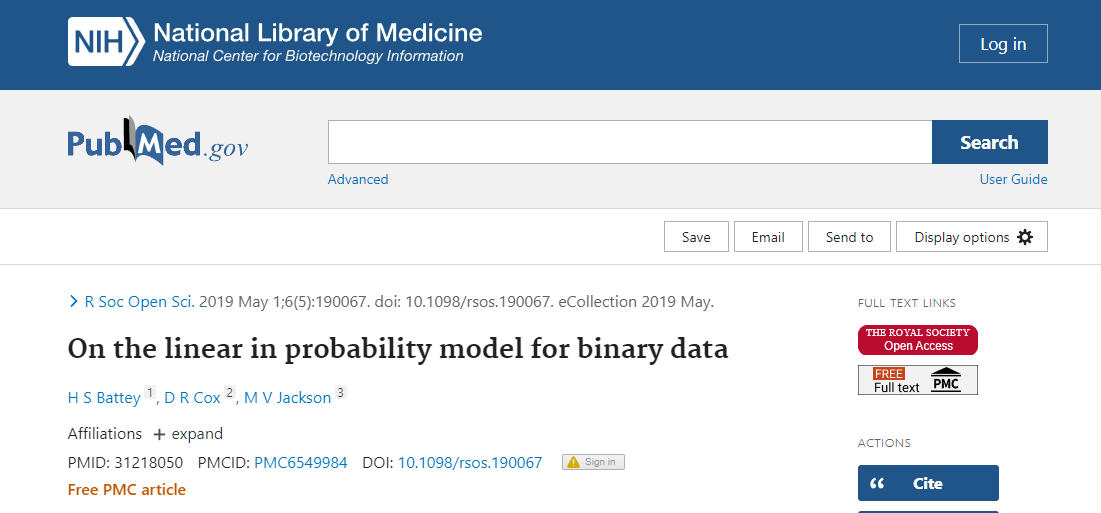 NIH National Library of Medicine
National Center for Biotechnology Information
Log in
PubMed.gov
Search
Advanced
User Guide
Save
Email
Send to
Display options
R Soc Open Sci. 2019 May 1;6(5):190067. doi: 10.1098/rsos.190067. eCollection 2019 May.
On the linear in probability model for binary data
H S Battey 1, D R Cox 2, M V Jackson 3
Affiliations + expand
PMID: 31218050 PMCID: PMC6549984 DOI: 10.1098/rsos.190067 Sign in
Free PMC article
FULL TEXT LINKS
THE ROYAL SOCIETY
Open Access
FREE
Full text PMC
ACTIONS
“ Cite